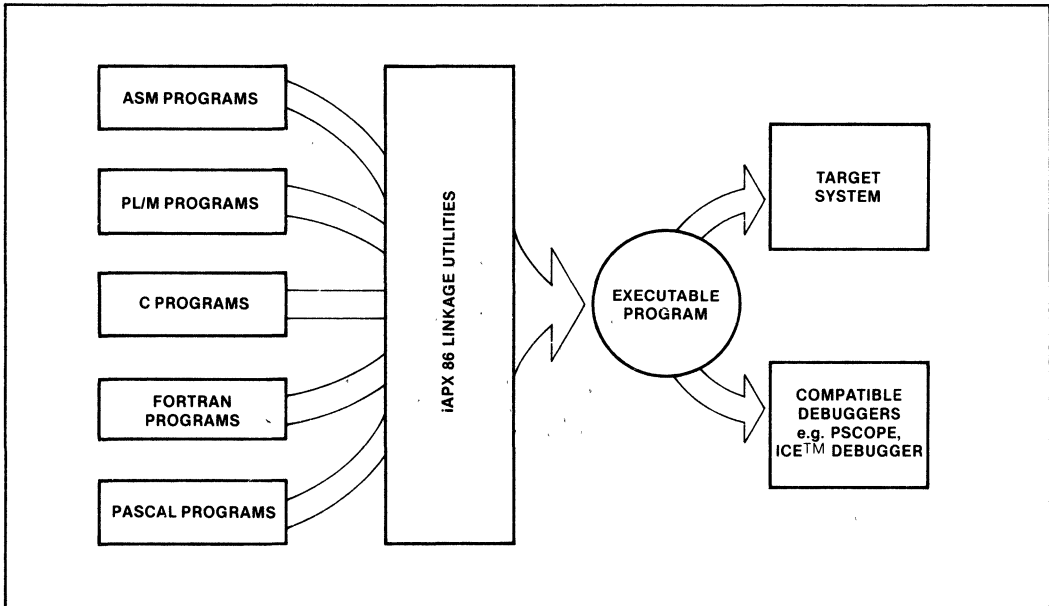 ASM PROGRAMS
PL/M PROGRAMS
C PROGRAMS
FORTRAN
PROGRAMS
PASCAL PROGRAMS
iAPX 86 LINKAGE UTILITIES
EXECUTABLE
PROGRAM
TARGET
SYSTEM
COMPATIBLE
DEBUGGERS
e.g. PSCOPE,
ICE™ DEBUGGER